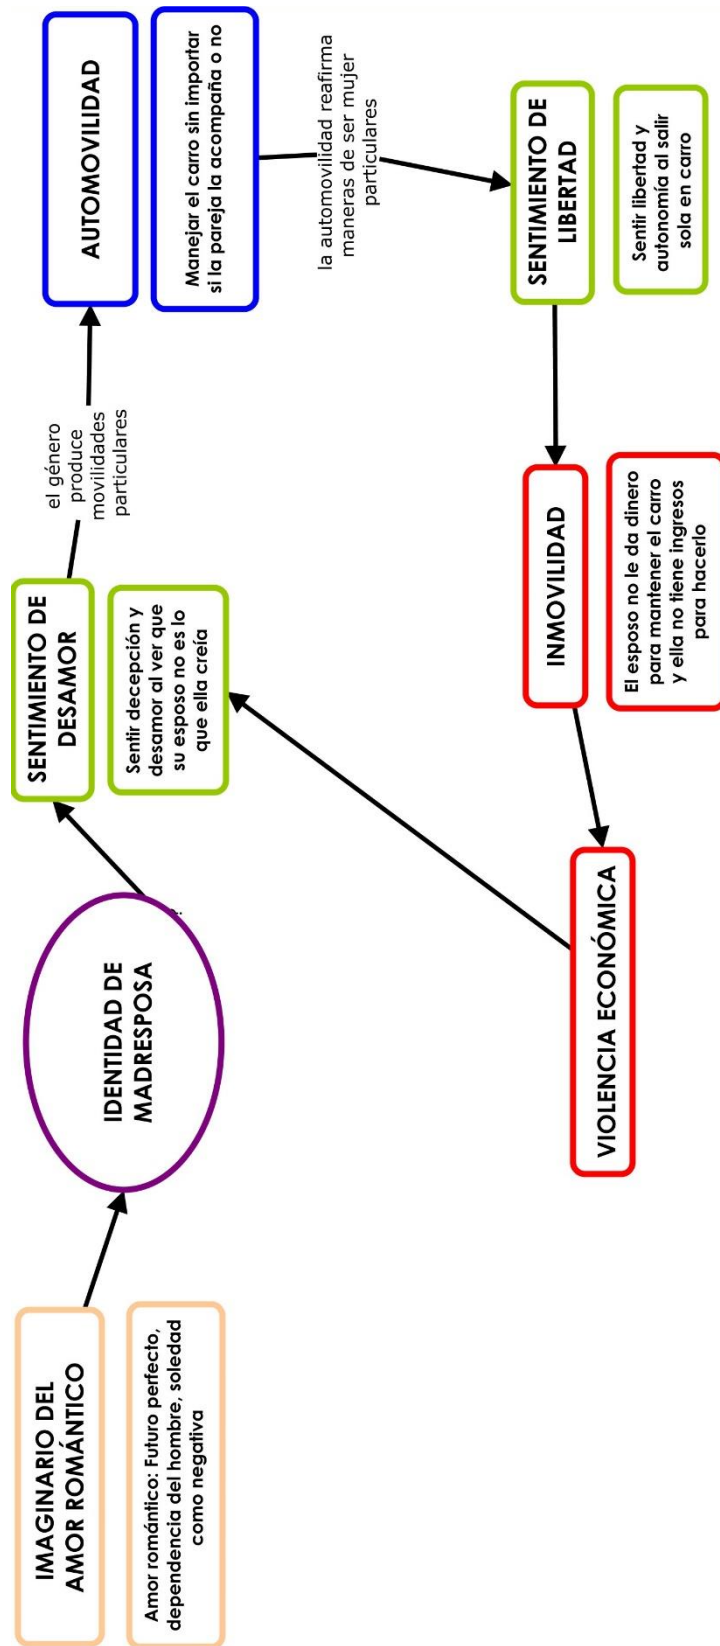 IMAGINARIO DEL
AMOR ROMÁNTICO
Amor romántico: Futuro perfecto,
dependencia del hombre, soledad
como negativa
IDENTIDAD DE
MADRESPOSA
SENTIMIENTO DE
DESAMOR
Sentir decepción y
desamor al ver que
su esposo no es lo
que ella creía
el género
produce
movilidades
particulares
AUTOMOVILIDAD
Manejar el carro sin importar
si la pareja la acompaña o no
la automovilidad reafirma
maneras de ser mujer
particulares
SENTIMIENTO DE
LIBERTAD
Sentir libertad y
autonomía al salir
sola en carro
INMOVILIDAD
El esposo no le da dinero
para mantener el carro
y ella no tiene ingresos
para hacerlo
VIOLENCIA ECONÓMICA